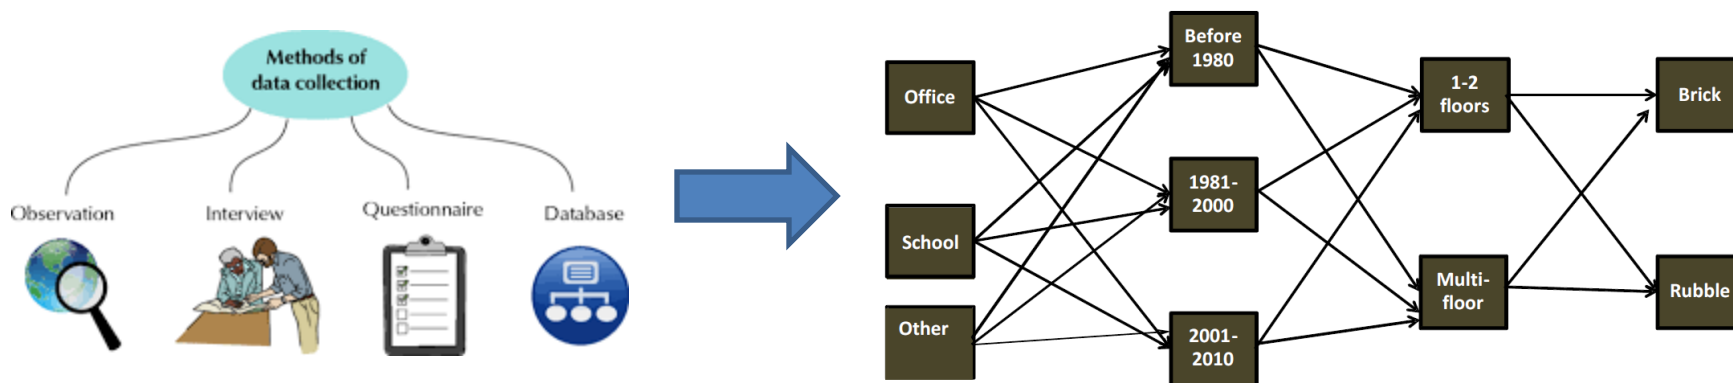 Methods of
data collection
Observation
Interview
Questionnaire
Database
Office
School
Other
Before
1980
1981-
2000
2001-
2010
1-2
floors
Multi-
floor
Brick
Rubble